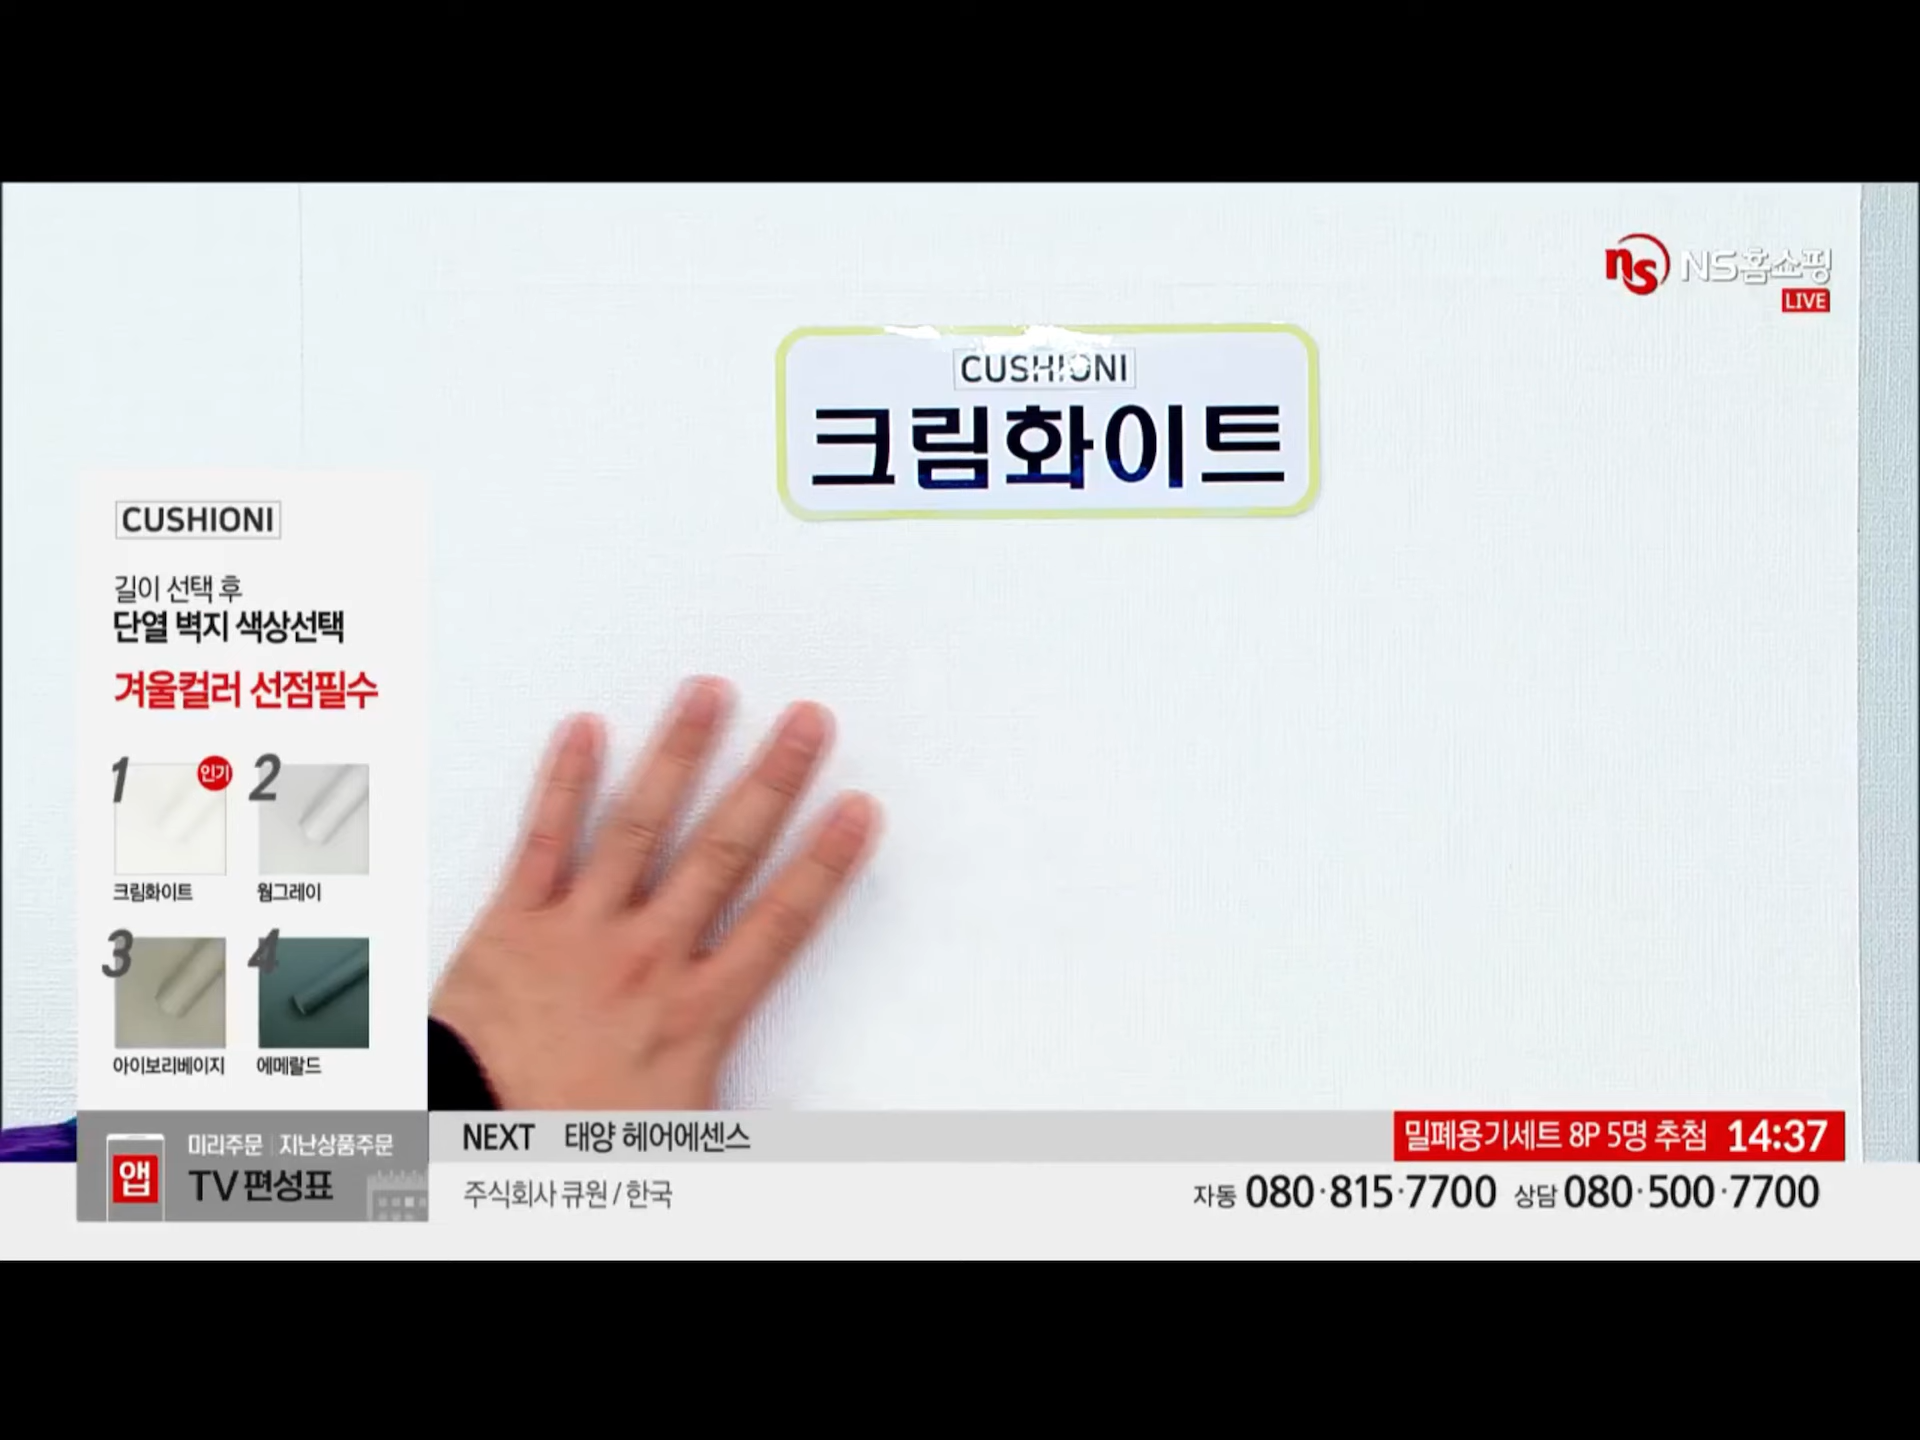 ns NS홈쇼핑
LIVE
CUSHIONI
크림화이트
CUSHIONI
길이 선택 후
단열 벽지 색상선택
겨울컬러 선점필수
1 인기 2
크림화이트 웜그레이
3 4
아이보리베이지 에메랄드
앱 미리주문 지난상품주문
TV편성표
NEXT 태양 헤어에센스
밀폐용기세트 8P 5명 추첨 14:37
주식회사 큐원 / 한국
자동 080·815·7700 상담 080·500·7700